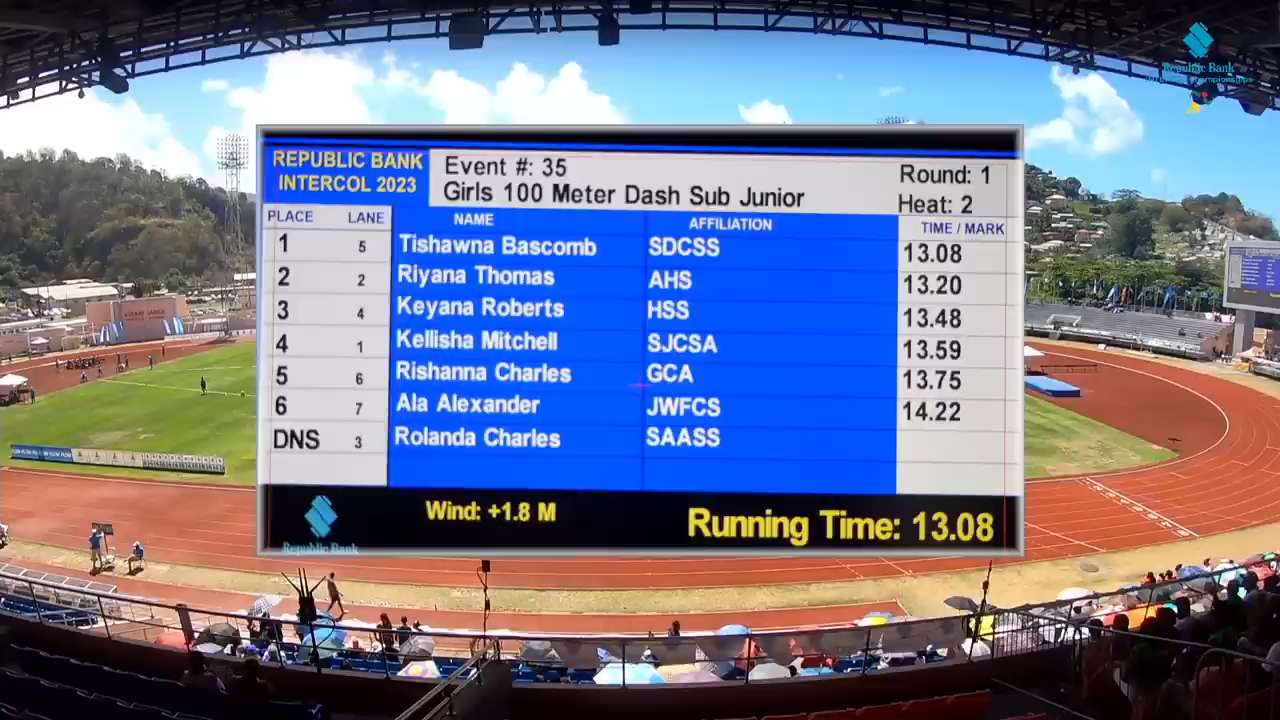 Republic Bank
REPUBLIC BANK
INTERCOL 2023
Event #: 35
Girls 100 Meter Dash Sub Junior
Round: 1
Heat: 2
PLACE LANE NAME AFFILIATION TIME / MARK
1 5 Tishawna Bascomb SDCSS 13.08
2 2 Riyana Thomas AHS 13.20
3 4 Keyana Roberts HSS 13.48
4 1 Kellisha Mitchell SJCSA 13.59
5 6 Rishanna Charles GCA 13.75
6 7 Ala Alexander JWFCS 14.22
DNS 3 Rolanda Charles SAASS
Wind: +1.8 M
Running Time: 13.08
Republic Bank